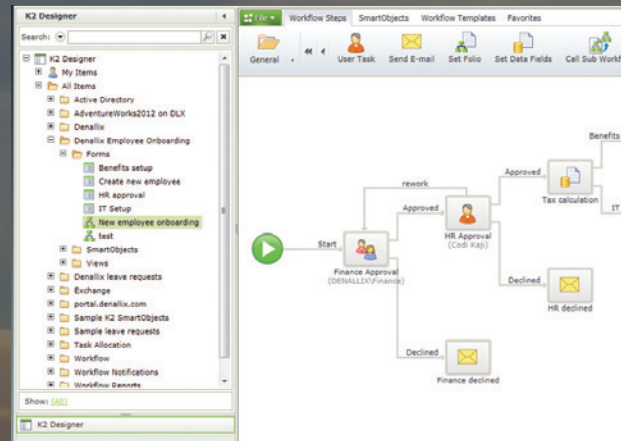 K2 Designer
Search:
K2 Designer
My Items
All Items
Active Directory
AdventureWorks2012 on DLX
Denallix
Denallix Employee Onboarding
Forms
Benefits setup
Create new employee
HR approval
IT Setup
New employee onboarding
test
SmartObjects
Views
Denallix leave requests
Exchange
portal.denallix.com
Sample K2 SmartObjects
Sample leave requests
Task Allocation
Workflow
Workflow Notifications
Workflow Reports
Show: (All)
K2 Designer
File Workflow Steps SmartObjects Workflow Templates Favorites
General User Task Send E-mail Set Folio Set Data Fields Call Sub Workf
Benefits
rework
Approved
Tax calculation
IT
Approved
HR Approval
(Codi Kaji)
Start
Finance Approval
(DENALLIX\Finance)
Declined
HR declined
Declined
Finance declined